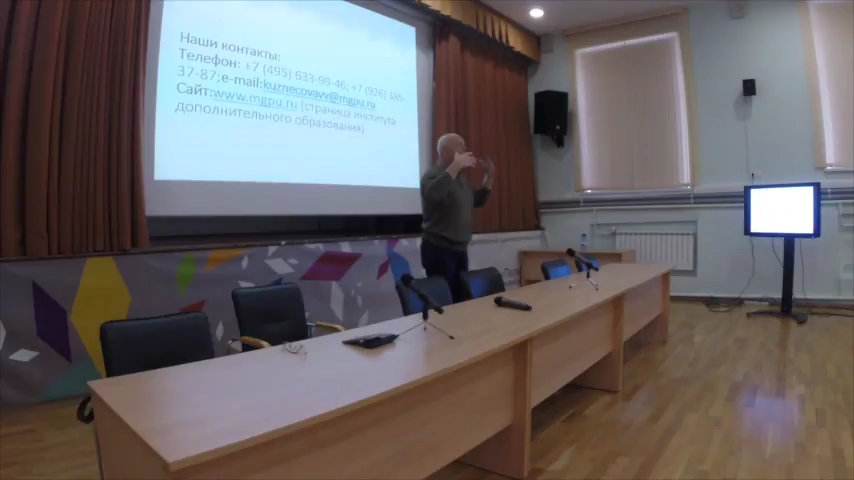 Наши контакты:
Телефон: +7 (495) 633-99-46; +7 (926) 385-
37-87;e-mail:kuznecovavv@mgpu.ru
Сайт:www.mgpu.ru (страница института
дополнительного образования)